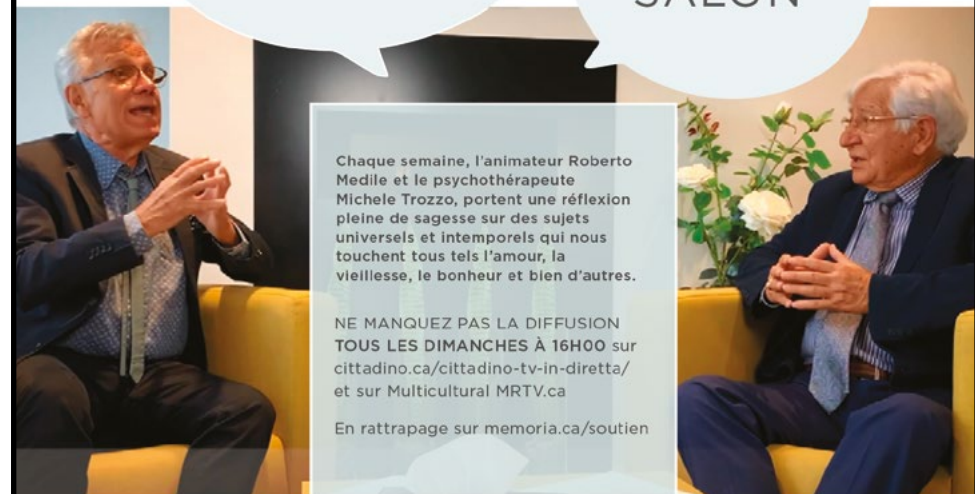 SALON
Chaque semaine, l'animateur Roberto
Medile et le psychothérapeute
Michele Trozzo, portent une réflexion
pleine de sagesse sur des sujets
universels et intemporels qui nous
touchent tous tels l'amour, la
vieillesse, le bonheur et bien d'autres.
NE MANQUEZ PAS LA DIFFUSION
TOUS LES DIMANCHES À 16H00 sur
cittadino.ca/cittadino-tv-in-diretta/
et sur Multicultural MRTV.ca
En rattrapage sur memoria.ca/soutien